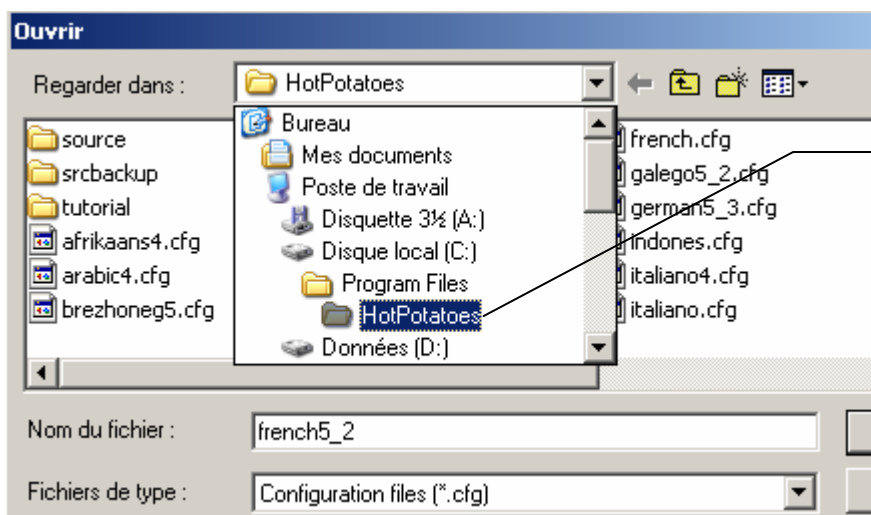 Ouvrir
Regarder dans :
HotPotatoes
source
srcbackup
tutorial
afrikaans4.cfg
arabic4.cfg
brezhoneg5.cfg
Bureau
Mes documents
Poste de travail
Disquette 3½ (A:)
Disque local (C:)
Program Files
HotPotatoes
Données (D:)
french.cfg
galego5_2.cfg
german5_3.cfg
indones.cfg
italiano4.cfg
italiano.cfg
Nom du fichier :
french5_2
Fichiers de type :
Configuration files (*.cfg)